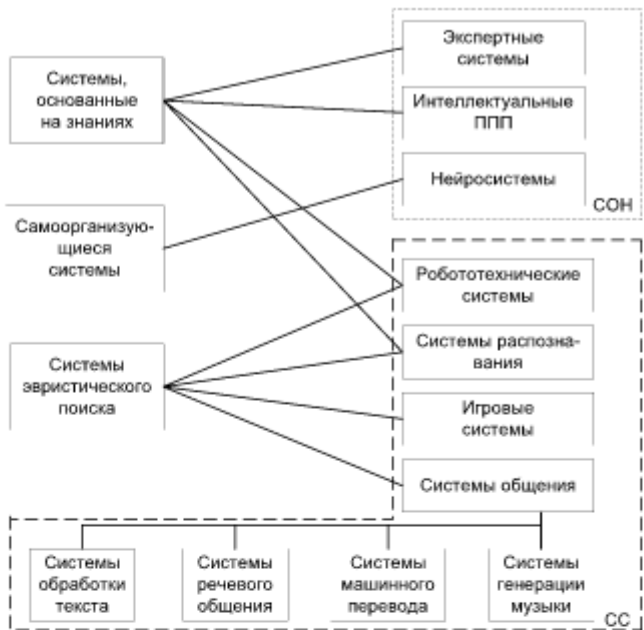 Системы,
основанные
на знаниях
Самоорганизую-
щиеся
системы
Системы
эвристического
поиска
Экспертные
системы
Интеллектуальные
ППП
Нейросистемы
СОН
Робототехнические
системы
Системы распозна-
вания
Игровые
системы
Системы общения
Системы
обработки
текста
Системы
речевого
общения
Системы
машинного
перевода
Системы
генерации
музыки
СС